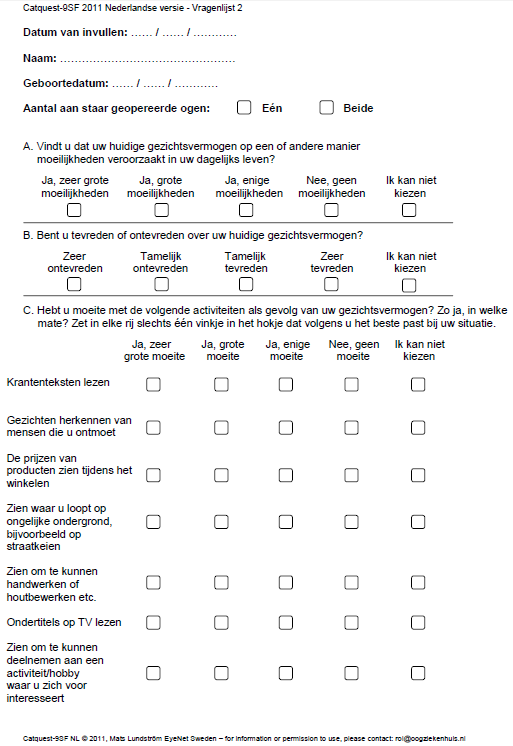 Catquest-9SF 2011 Nederlandse versie - Vragenlijst 2
Datum van invullen: ...... / ...... / ............
Naam: ................................................
Geboortedatum: ...... / ...... / ............
Aantal aan staar geopereerde ogen: Eén Beide
A. Vindt u dat uw huidige gezichtsvermogen op een of andere manier
moeilijkheden veroorzaakt in uw dagelijks leven?
Ja, zeer grote Ja, grote Ja, enige Nee, geen Ik kan niet
moeilijkheden moeilijkheden moeilijkheden moeilijkheden kiezen
B. Bent u tevreden of ontevreden over uw huidige gezichtsvermogen?
Zeer Tamelijk Tamelijk Zeer Ik kan niet
ontevreden ontevreden tevreden tevreden kiezen
C. Hebt u moeite met de volgende activiteiten als gevolg van uw gezichtsvermogen? Zo ja, in welke
mate? Zet in elke rij slechts één vinkje in het hokje dat volgens u het beste past bij uw situatie.
Ja, zeer Ja, grote Ja, enige Nee, geen Ik kan niet
grote moeite moeite moeite moeite kiezen
Krantenteksten lezen
Gezichten herkennen van
mensen die u ontmoet
De prijzen van
producten zien tijdens het
winkelen
Zien waar u loopt op
ongelijke ondergrond,
bijvoorbeeld op
straatkeien
Zien om te kunnen
handwerken of
houtbewerken etc.
Ondertitels op TV lezen
Zien om te kunnen
deelnemen aan een
activiteit/hobby
waar u zich voor
interesseert
Catquest-9SF NL © 2011, Mats Lundström EyeNet Sweden – for information or permission to use, please contact: roi@oogziekenhuis.nl